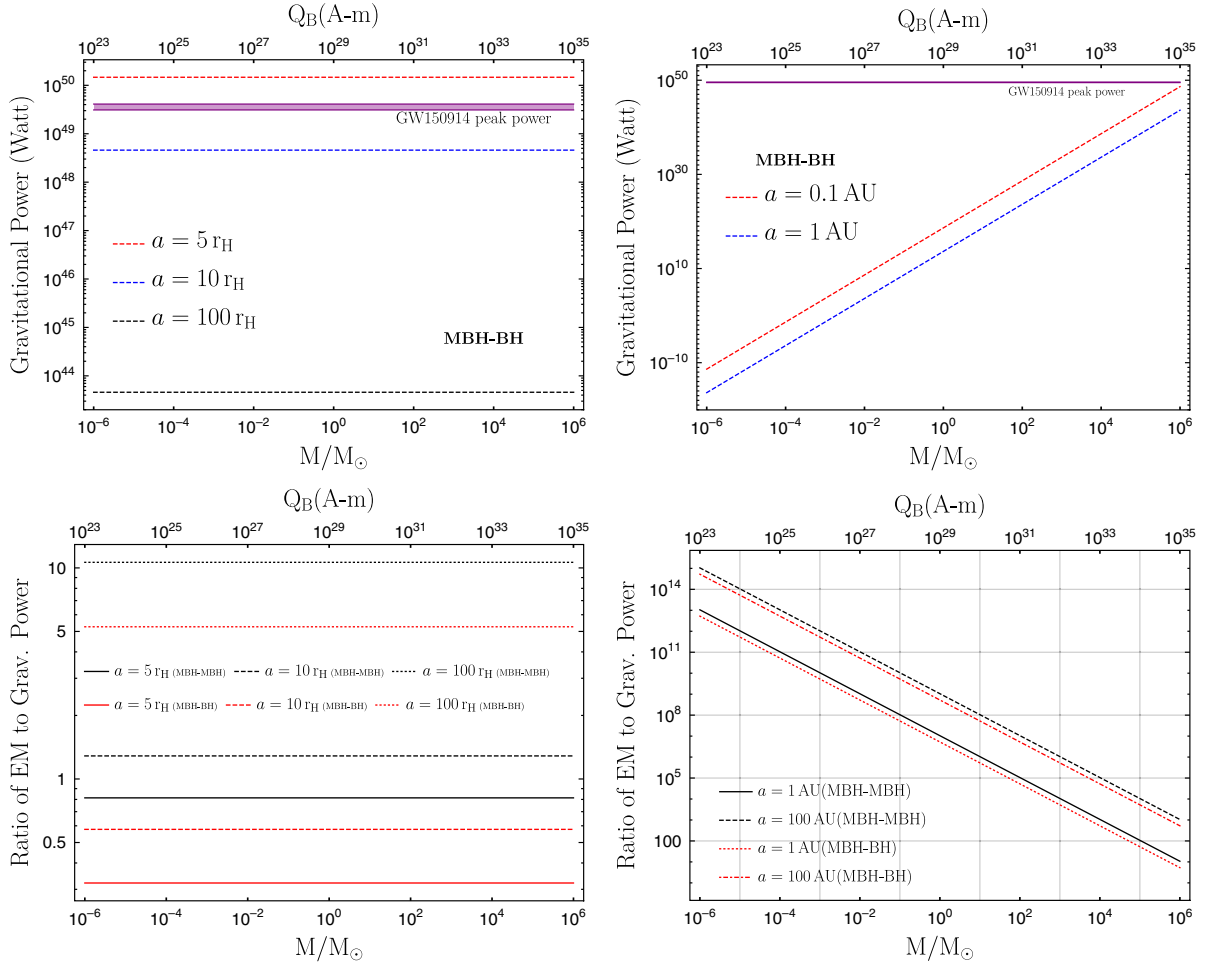 Q_B(A-m)
10^23 10^25 10^27 10^29 10^31 10^33 10^35
Gravitational Power (Watt)
10^50
10^49
10^48
10^47
10^46
10^45
10^44
GW150914 peak power
a = 5 r_H
a = 10 r_H
a = 100 r_H
MBH-BH
10^−6 10^−4 10^−2 10^0 10^2 10^4 10^6
M/M_⊙
Q_B(A-m)
10^23 10^25 10^27 10^29 10^31 10^33 10^35
Gravitational Power (Watt)
10^50
10^30
10^10
10^−10
GW150914 peak power
MBH-BH
a = 0.1 AU
a = 1 AU
10^−6 10^−4 10^−2 10^0 10^2 10^4 10^6
M/M_⊙
Q_B(A-m)
10^23 10^25 10^27 10^29 10^31 10^33 10^35
Ratio of EM to Grav. Power
10
5
1
0.5
a = 5 r_H (MBH-MBH) a = 10 r_H (MBH-MBH) a = 100 r_H (MBH-MBH)
a = 5 r_H (MBH-BH) a = 10 r_H (MBH-BH) a = 100 r_H (MBH-BH)
10^−6 10^−4 10^−2 10^0 10^2 10^4 10^6
M/M_⊙
Q_B(A-m)
10^23 10^25 10^27 10^29 10^31 10^33 10^35
Ratio of EM to Grav. Power
10^14
10^11
10^8
10^5
100
a = 1 AU(MBH-MBH)
a = 100 AU(MBH-MBH)
a = 1 AU(MBH-BH)
a = 100 AU(MBH-BH)
10^−6 10^−4 10^−2 10^0 10^2 10^4 10^6
M/M_⊙